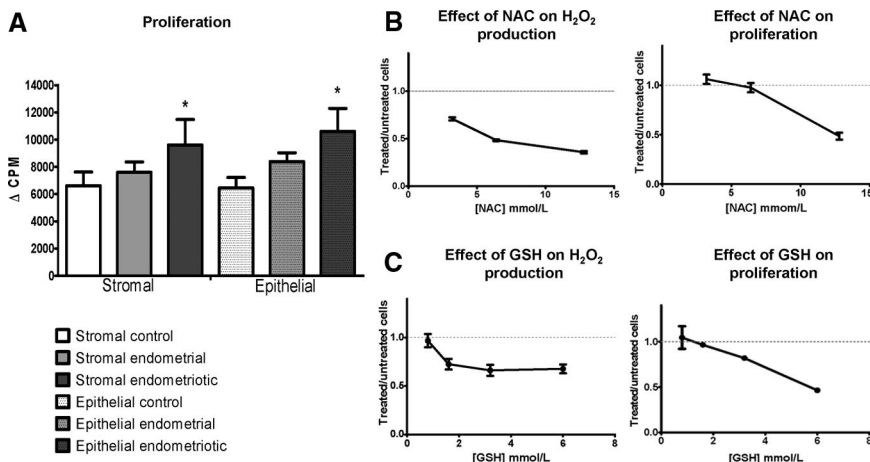 A
Proliferation
14000
12000
10000
8000
6000
4000
2000
0
Δ CPM
*
*
Stromal
Epithelial
Stromal control
Stromal endometrial
Stromal endometriotic
Epithelial control
Epithelial endometrial
Epithelial endometriotic
B
Effect of NAC on H₂O₂
production
Treated/untreated cells
1.0
0.5
0.0
0
5
10
15
[NAC] mmol/L
Effect of NAC on
proliferation
Treated/untreated cells
1.0
0.5
1.0
0
5
10
15
[NAC] mmom/L
C
Effect of GSH on H₂O₂
production
Treated/untreated cells
1.0
0.5
0.0
0
2
4
6
8
[GSH] mmol/L
Effect of GSH on
proliferation
Treated/untreated cells
1.0
0.5
0.0
0
2
4
6
8
[GSH] mmol/L